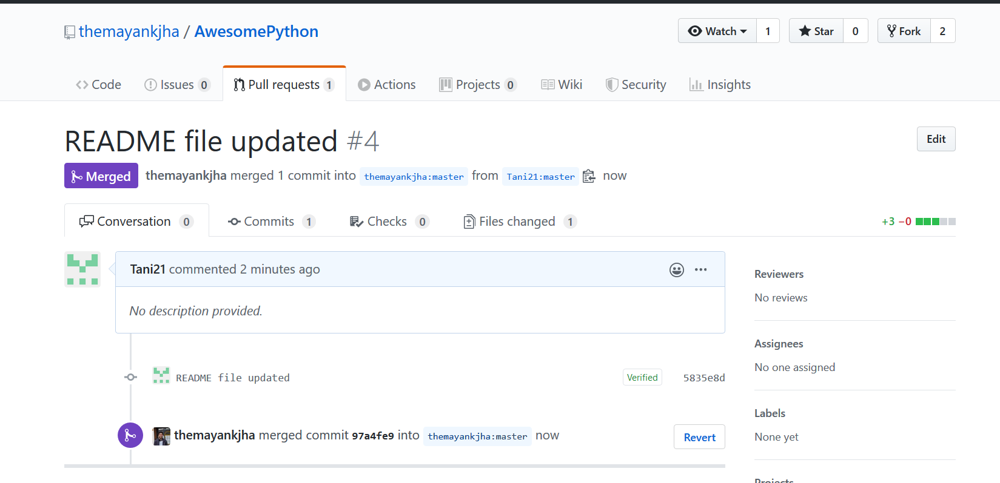 themayankjha / AwesomePython
Watch 1 Star 0 Fork 2
Code Issues 0 Pull requests 1 Actions Projects 0 Wiki Security Insights
README file updated #4
Edit
Merged themayankjha merged 1 commit into themayankjha:master from Tani21:master now
Conversation 0 Commits 1 Checks 0 Files changed 1
+3 −0
Tani21 commented 2 minutes ago
No description provided.
README file updated Verified 5835e8d
themayankjha merged commit 97a4fe9 into themayankjha:master now
Revert
Reviewers
No reviews
Assignees
No one assigned
Labels
None yet
Projects